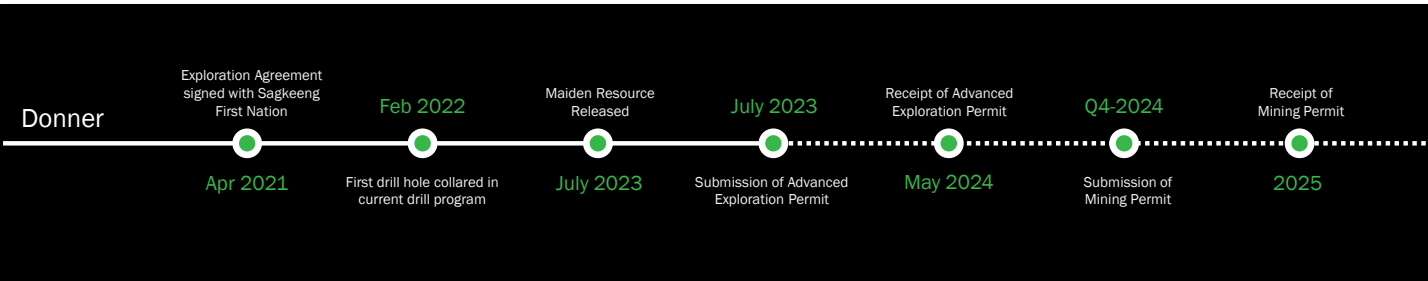 Donner
Exploration Agreement
signed with Sagkeeng
First Nation
Apr 2021
Feb 2022
First drill hole collared in
current drill program
Maiden Resource
Released
July 2023
July 2023
Submission of Advanced
Exploration Permit
Receipt of Advanced
Exploration Permit
May 2024
Q4-2024
Submission of
Mining Permit
Receipt of
Mining Permit
2025